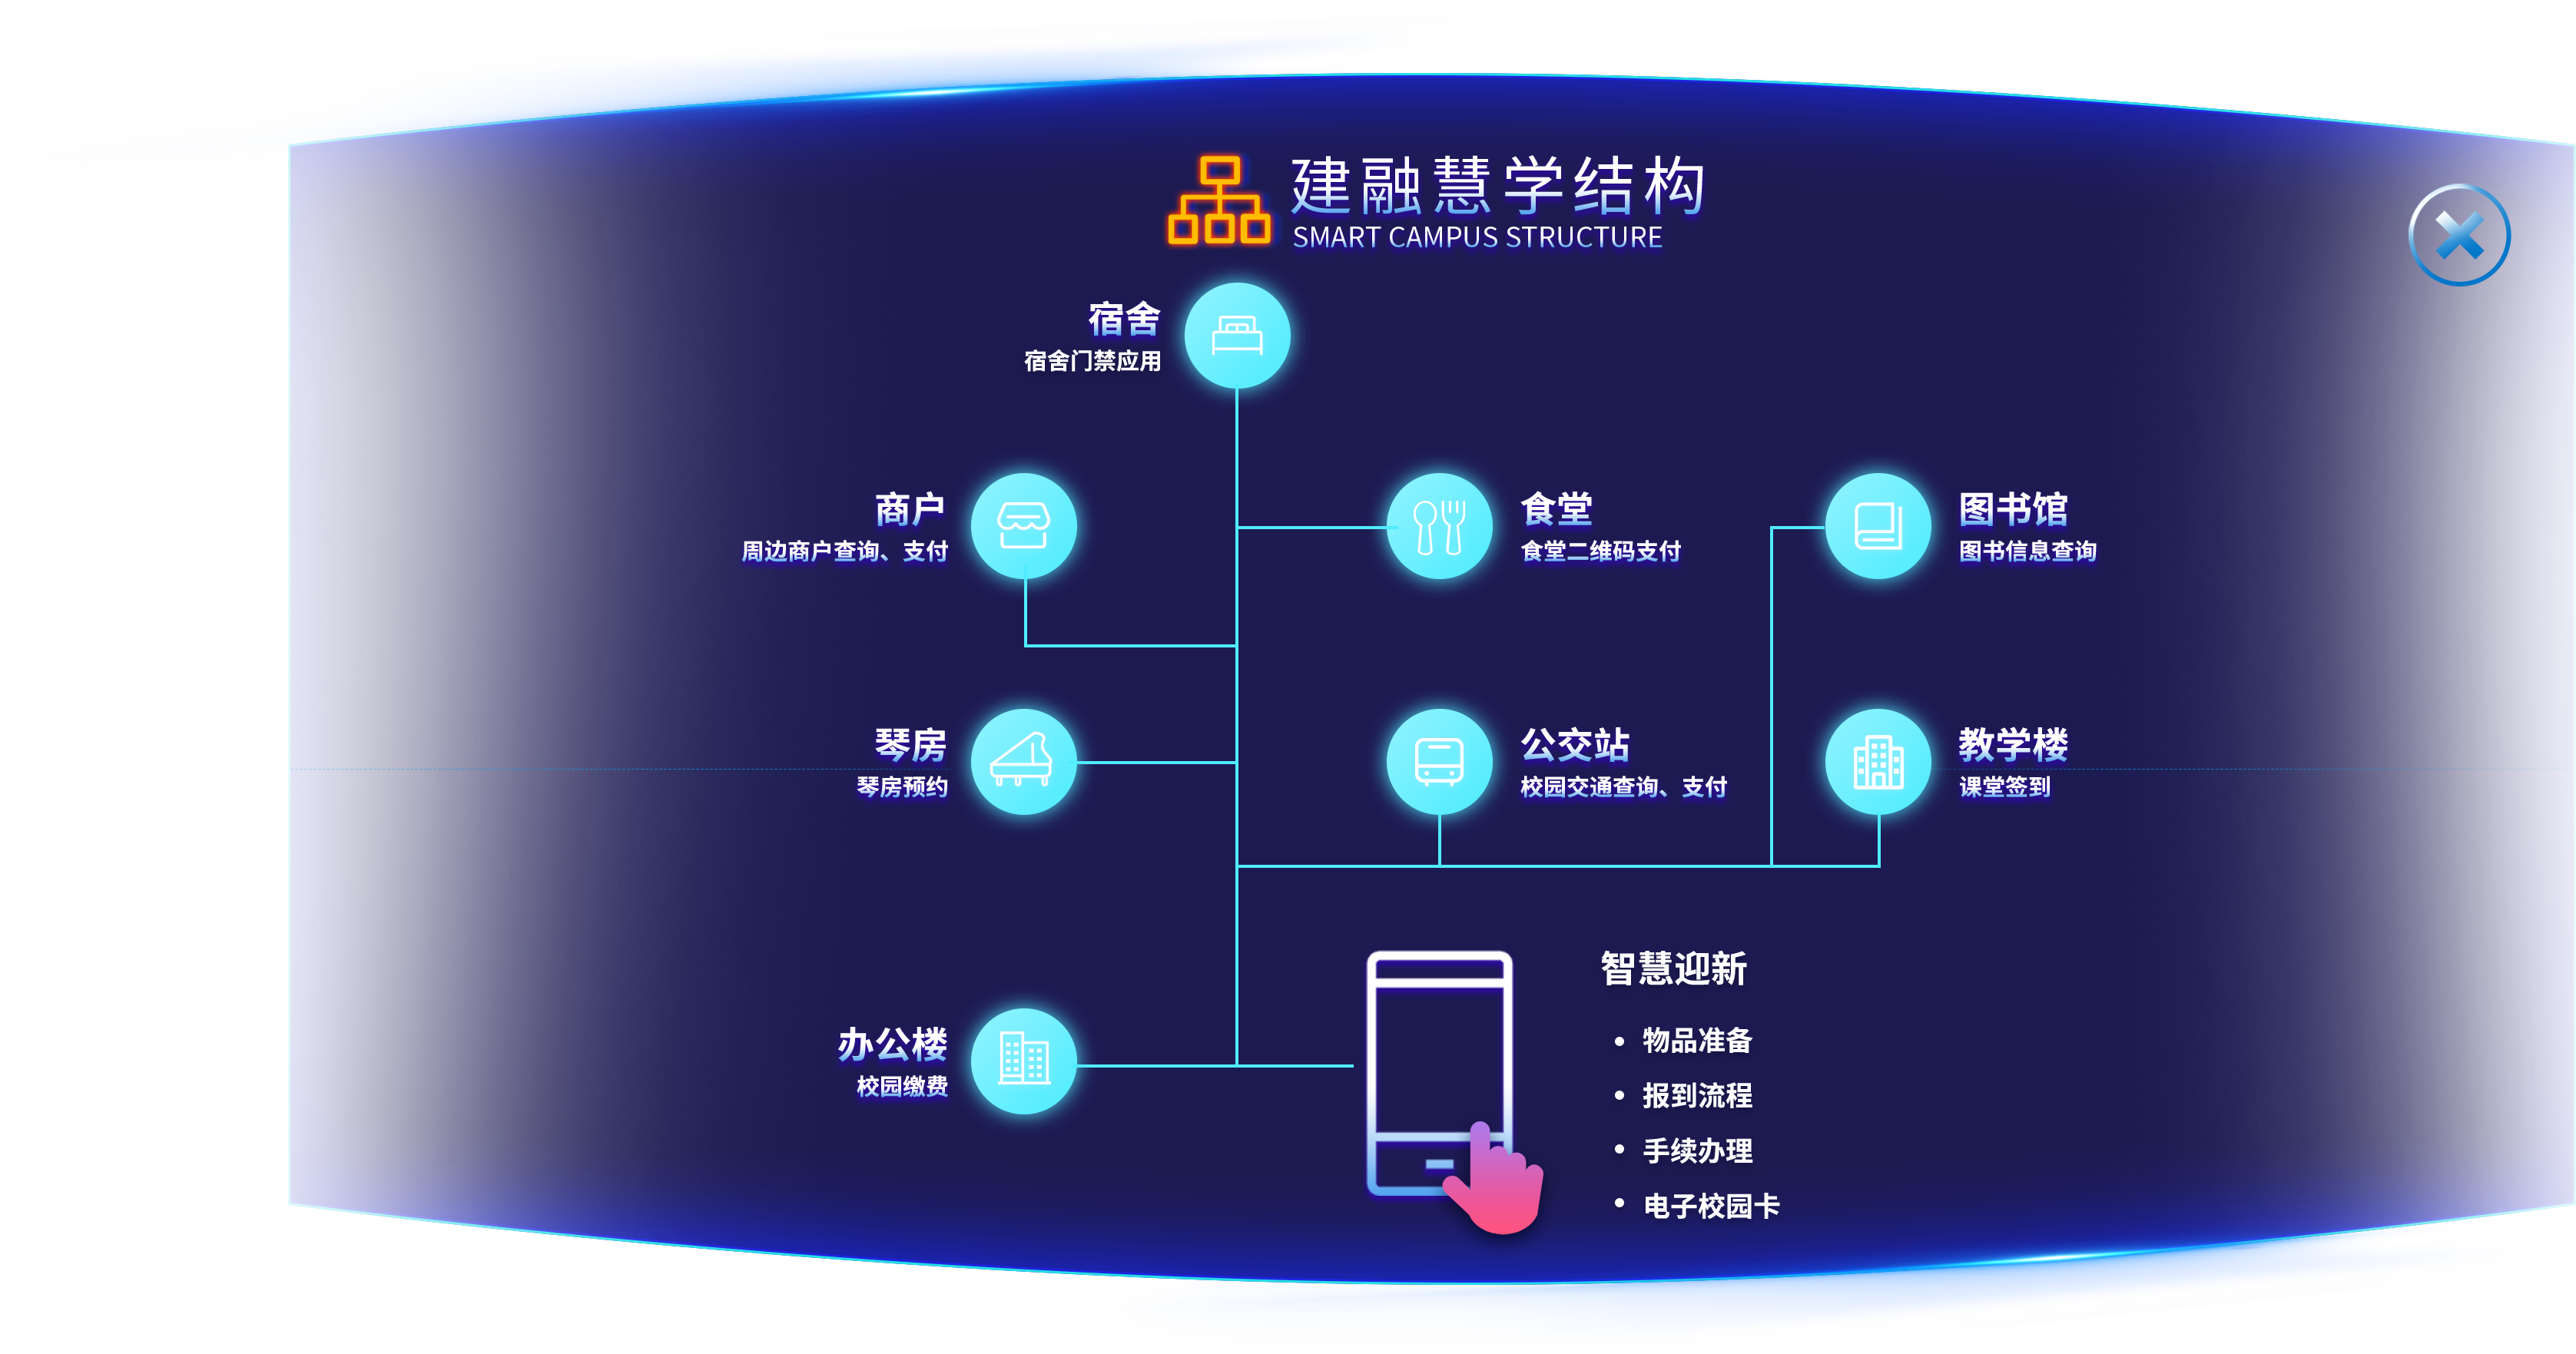 建融慧学结构
SMART CAMPUS STRUCTURE
宿舍
宿舍门禁应用
商户
周边商户查询、支付
食堂
食堂二维码支付
图书馆
图书信息查询
琴房
琴房预约
公交站
校园交通查询、支付
教学楼
课堂签到
办公楼
校园缴费
智慧迎新
• 物品准备
• 报到流程
• 手续办理
• 电子校园卡